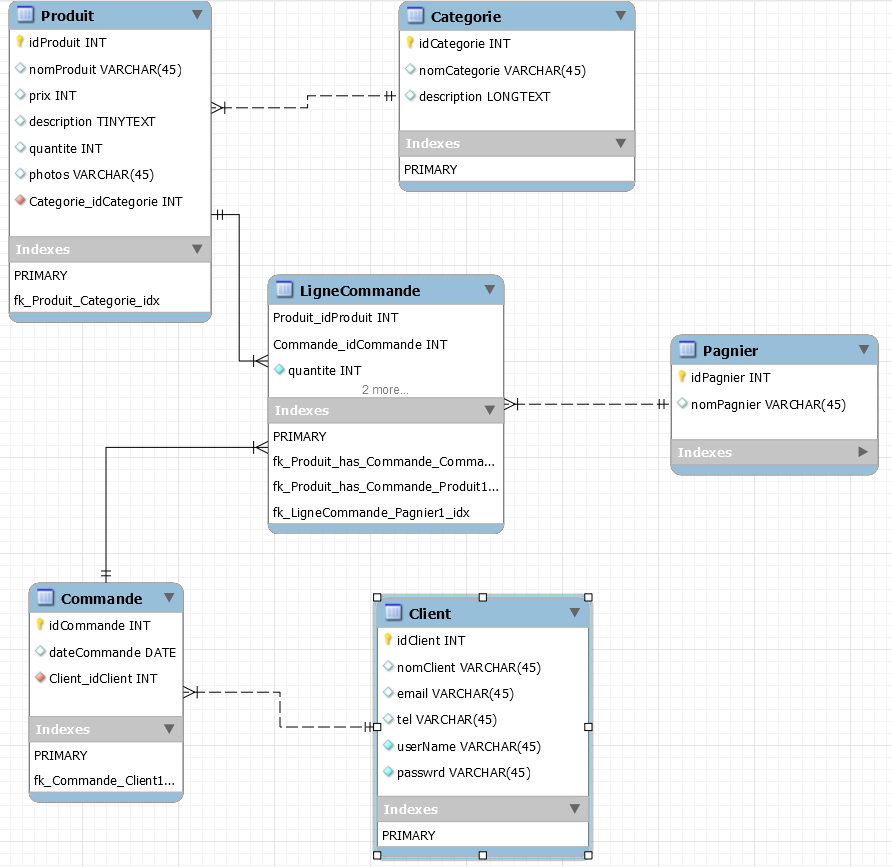 Produit
idProduit INT
nomProduit VARCHAR(45)
prix INT
description TINYTEXT
quantite INT
photos VARCHAR(45)
Categorie_idCategorie INT
Indexes
PRIMARY
fk_Produit_Categorie_idx
Categorie
idCategorie INT
nomCategorie VARCHAR(45)
description LONGTEXT
Indexes
PRIMARY
LigneCommande
Produit_idProduit INT
Commande_idCommande INT
quantite INT
2 more...
Indexes
PRIMARY
fk_Produit_has_Commande_Comma...
fk_Produit_has_Commande_Produit1...
fk_LigneCommande_Pagnier1_idx
Pagnier
idPagnier INT
nomPagnier VARCHAR(45)
Indexes
Commande
idCommande INT
dateCommande DATE
Client_idClient INT
Indexes
PRIMARY
fk_Commande_Client1...
Client
idClient INT
nomClient VARCHAR(45)
email VARCHAR(45)
tel VARCHAR(45)
userName VARCHAR(45)
passwrd VARCHAR(45)
Indexes
PRIMARY